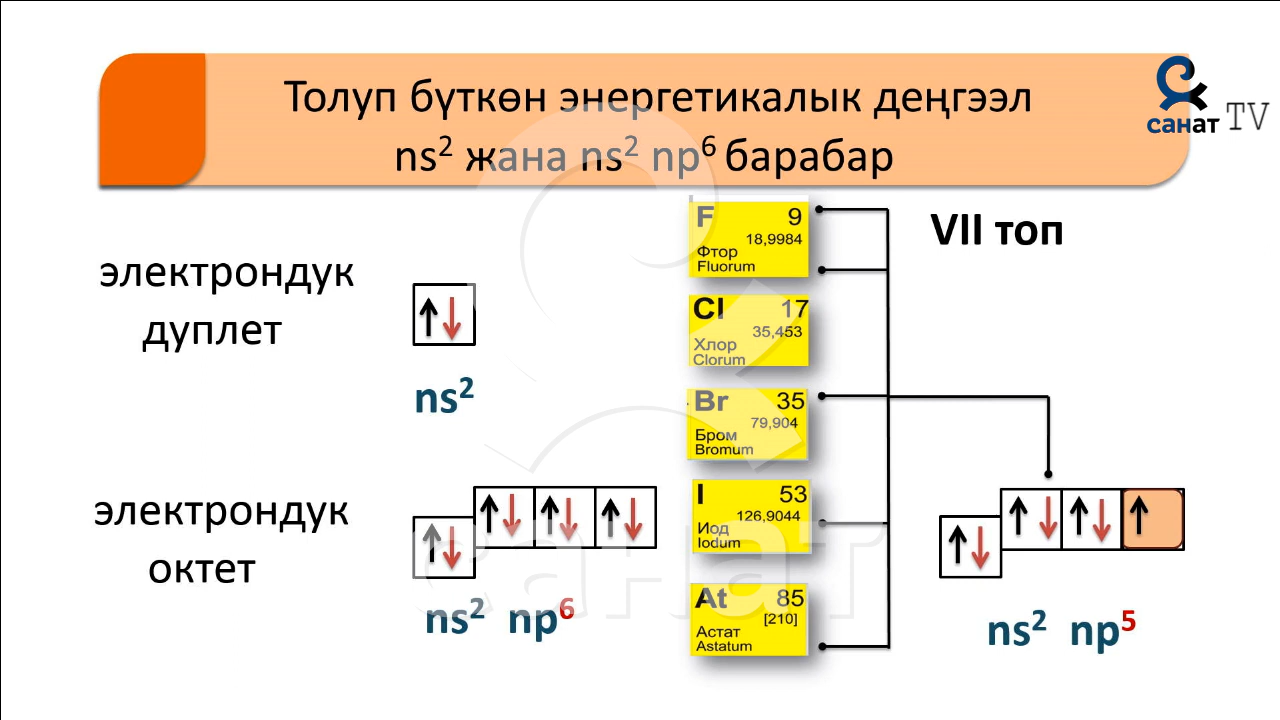 Толуп бүткөн энергетикалык деңгээл
ns² жана ns² np⁶ барабар
санат TV
электрондук
дуплет
ns²
электрондук
октет
ns² np⁶
F 9
18,9984
Фтор
Fluorum
Cl 17
35,453
Хлор
Clorum
Br 35
79,904
Бром
Bromum
I 53
126,9044
Иод
Iodum
At 85
[210]
Астат
Astatum
VII топ
ns² np⁵
санат